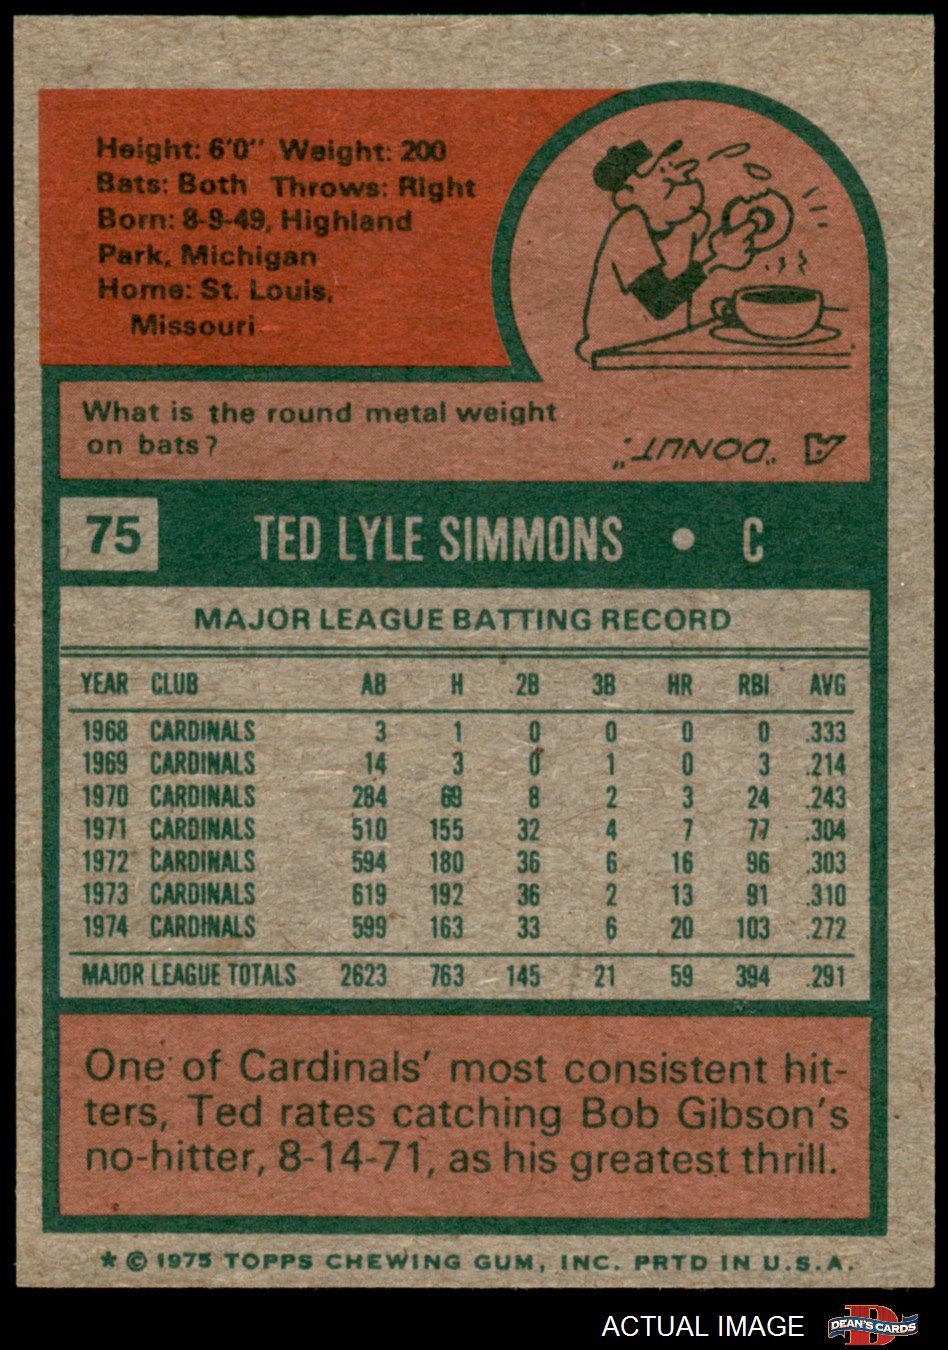 Height: 6'0" Weight: 200
Bats: Both Throws: Right
Born: 8-9-49, Highland
Park, Michigan
Home: St. Louis,
Missouri
What is the round metal weight
on bats?
A "DONUT."
75 TED LYLE SIMMONS • C
MAJOR LEAGUE BATTING RECORD
YEAR CLUB AB H 2B 3B HR RBI AVG
1968 CARDINALS 3 1 0 0 0 0 .333
1969 CARDINALS 14 3 0 1 0 3 .214
1970 CARDINALS 284 69 8 2 3 24 .243
1971 CARDINALS 510 155 32 4 7 77 .304
1972 CARDINALS 594 180 36 6 16 96 .303
1973 CARDINALS 619 192 36 2 13 91 .310
1974 CARDINALS 599 163 33 6 20 103 .272
MAJOR LEAGUE TOTALS 2623 763 145 21 59 394 .291
One of Cardinals' most consistent hit-
ters, Ted rates catching Bob Gibson's
no-hitter, 8-14-71, as his greatest thrill.
* © 1975 TOPPS CHEWING GUM, INC. PRTD IN U.S.A.
ACTUAL IMAGE DEAN'S CARDS